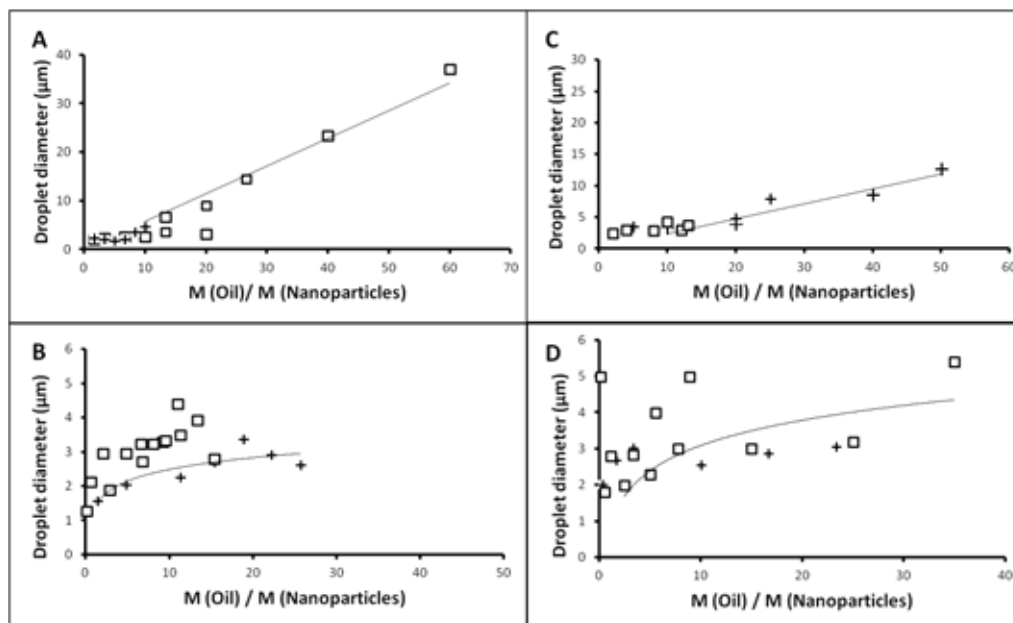 A
Droplet diameter (µm)
40
30
20
10
0
0 10 20 30 40 50 60 70
M (Oil)/ M (Nanoparticles)
C
Droplet diameter (µm)
30
25
20
15
10
5
0
0 10 20 30 40 50 60
M (Oil) / M (Nanoparticles)
B
Droplet diameter (µm)
6
5
4
3
2
1
0
0 10 20 30 40 50
M (Oil) / M (Nanoparticles)
D
Droplet diameter (µm)
6
5
4
3
2
1
0
0 10 20 30 40
M (Oil) / M (Nanoparticles)